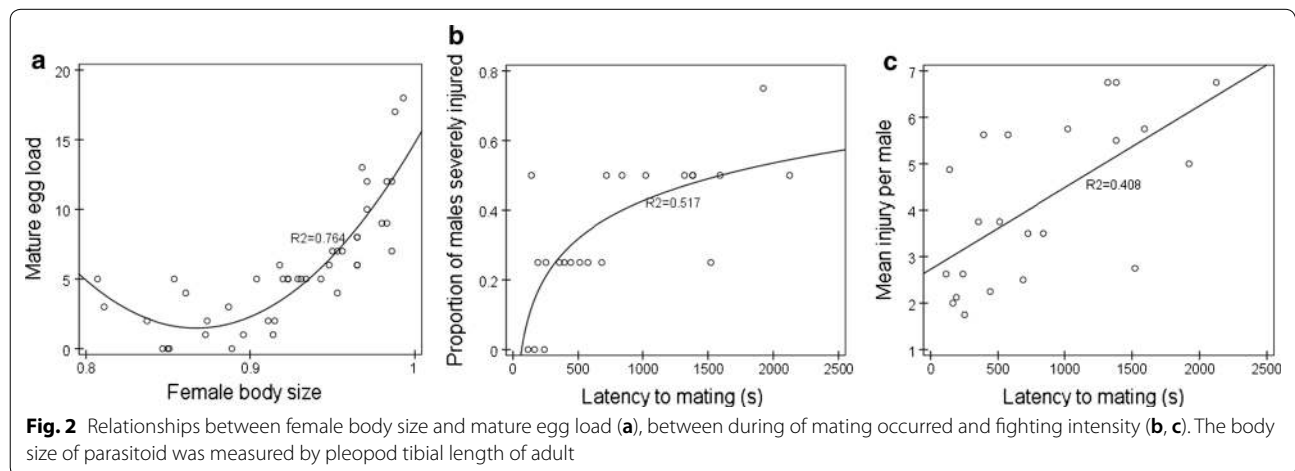 a
20
15
10
5
0
Mature egg load
R2=0.764
0.8
0.9
1
Female body size
b
0.8
0.6
0.4
0.2
0
Proportion of males severely injured
R2=0.517
0
500
1000
1500
2000
2500
Latency to mating (s)
c
7
6
5
4
3
2
1
Mean injury per male
R2=0.408
0
500
1000
1500
2000
2500
Latency to mating (s)
Fig. 2 Relationships between female body size and mature egg load (a), between during of mating occurred and fighting intensity (b, c). The body
size of parasitoid was measured by pleopod tibial length of adult